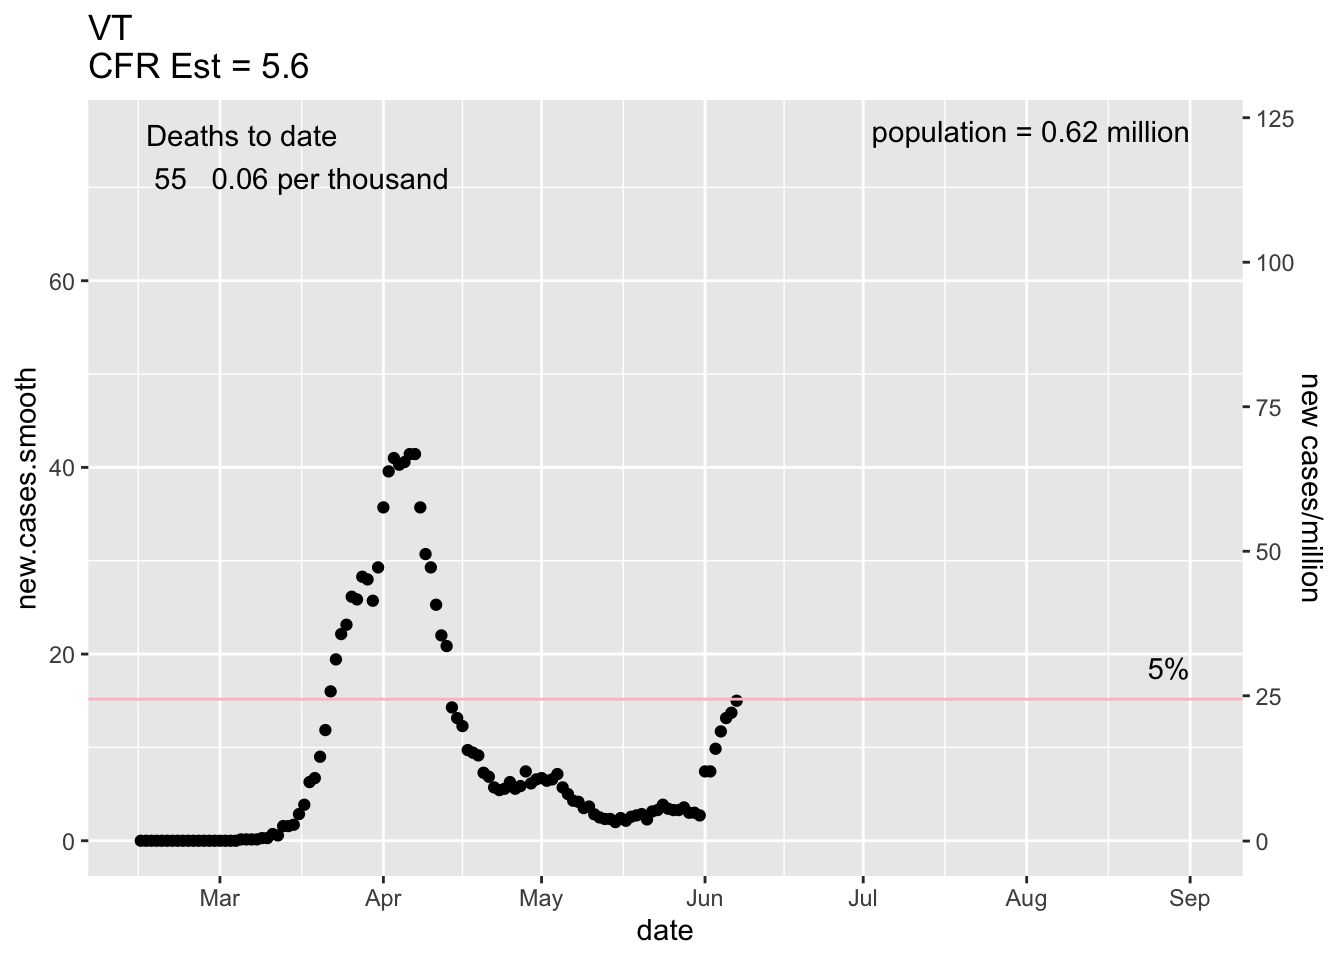 VT
CFR Est = 5.6
Deaths to date
55 0.06 per thousand
population = 0.62 million
125
100
75
50
25
0
60
40
20
0
new.cases.smooth
new cases/million
5%
Mar Apr May Jun Jul Aug Sep
date